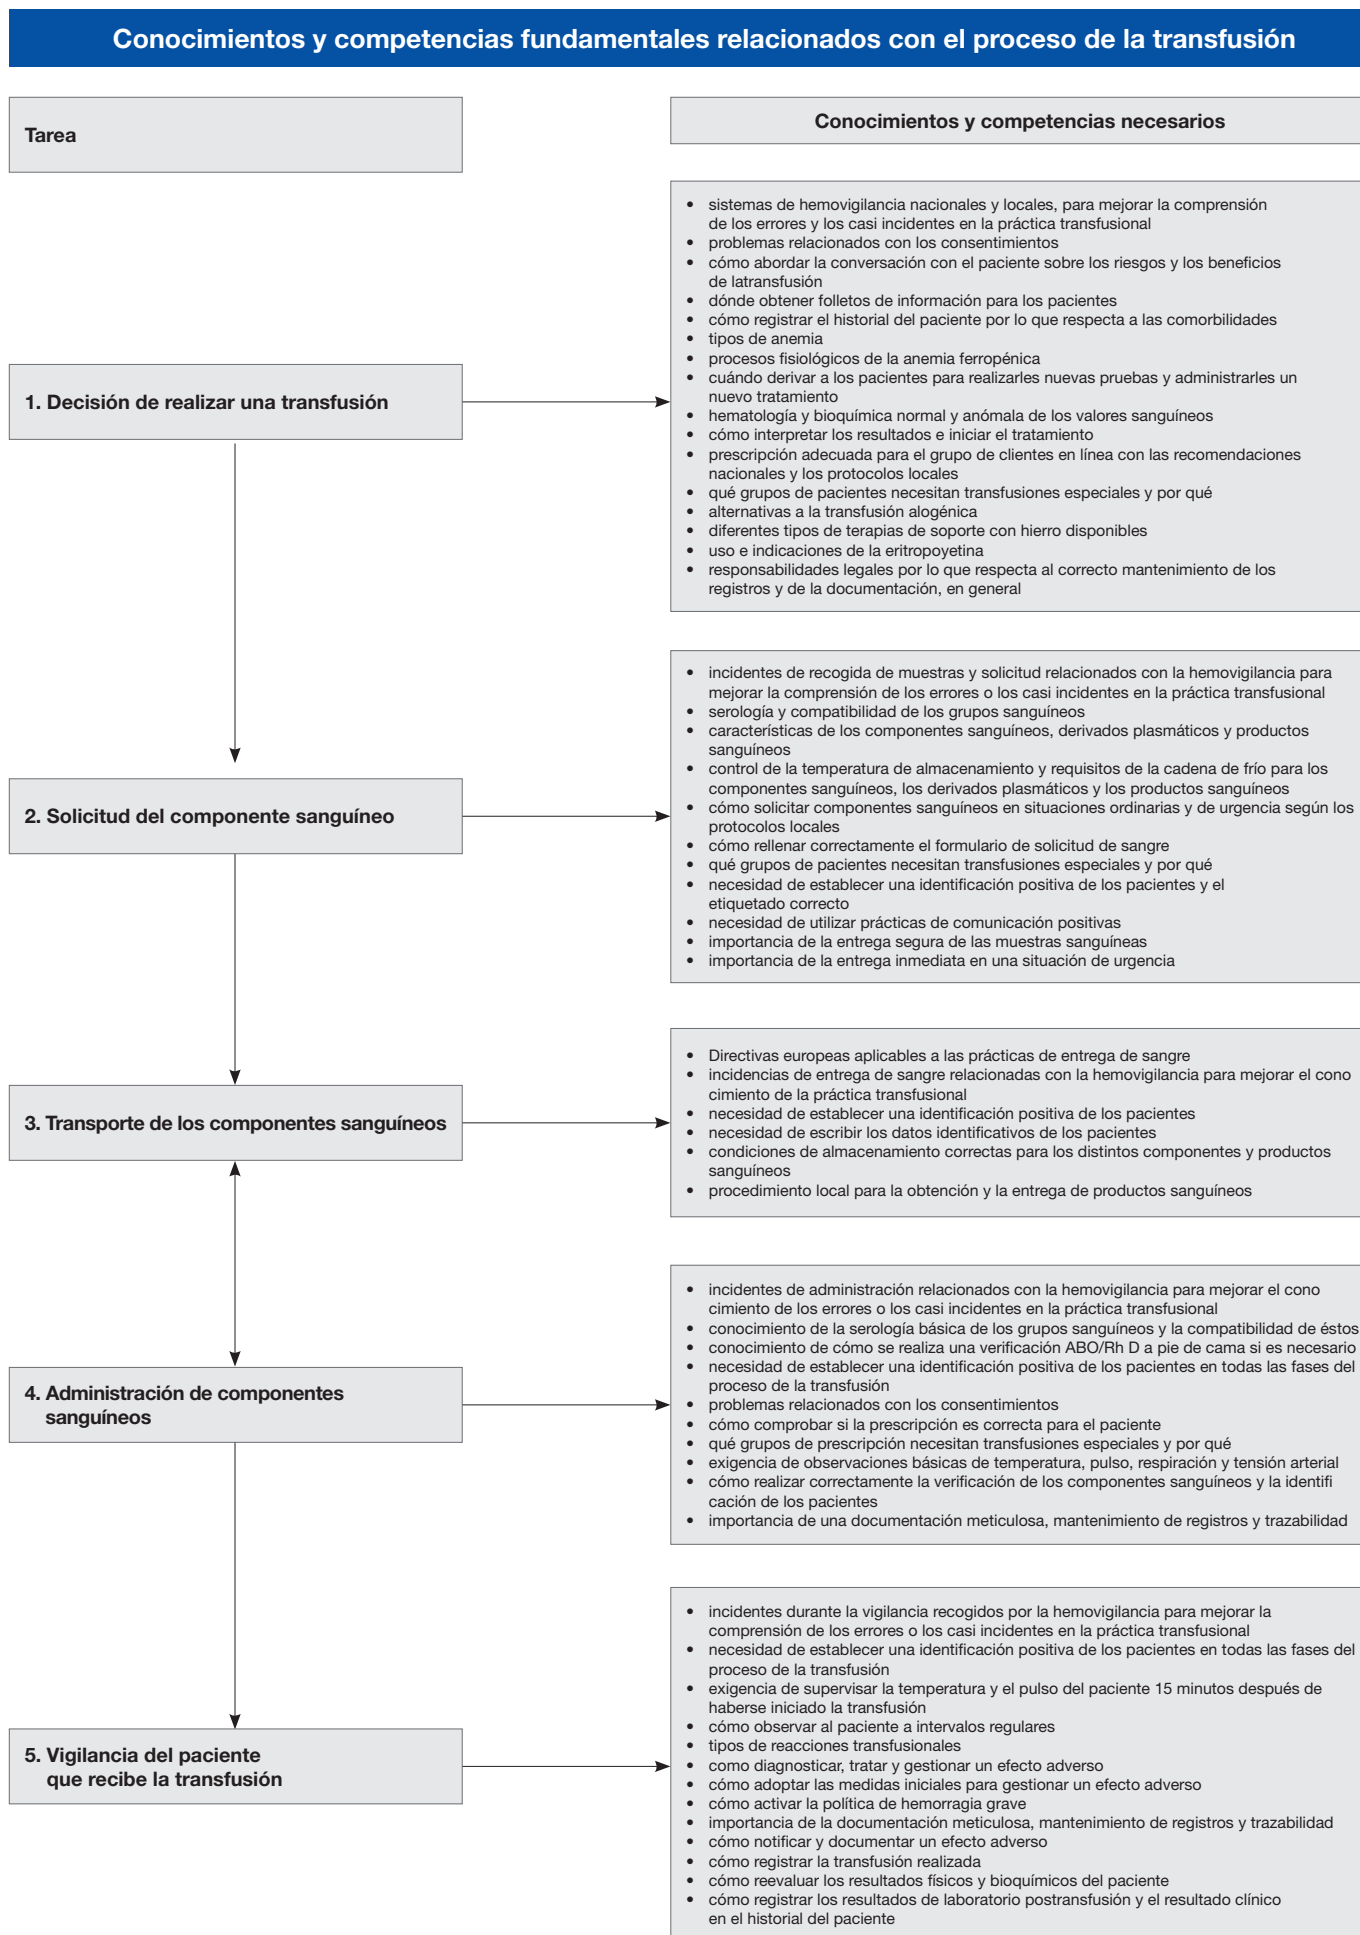 Conocimientos y competencias fundamentales relacionados con el proceso de la transfusión
Tarea
Conocimientos y competencias necesarios
1. Decisión de realizar una transfusión
• sistemas de hemovigilancia nacionales y locales, para mejorar la comprensión
de los errores y los casi incidentes en la práctica transfusional
• problemas relacionados con los consentimientos
• cómo abordar la conversación con el paciente sobre los riesgos y los beneficios
de latransfusión
• dónde obtener folletos de información para los pacientes
• cómo registrar el historial del paciente por lo que respecta a las comorbilidades
• tipos de anemia
• procesos fisiológicos de la anemia ferropénica
• cuándo derivar a los pacientes para realizarles nuevas pruebas y administrarles un
nuevo tratamiento
• hematología y bioquímica normal y anómala de los valores sanguíneos
• cómo interpretar los resultados e iniciar el tratamiento
• prescripción adecuada para el grupo de clientes en línea con las recomendaciones
nacionales y los protocolos locales
• qué grupos de pacientes necesitan transfusiones especiales y por qué
• alternativas a la transfusión alogénica
• diferentes tipos de terapias de soporte con hierro disponibles
• uso e indicaciones de la eritropoyetina
• responsabilidades legales por lo que respecta al correcto mantenimiento de los
registros y de la documentación, en general
2. Solicitud del componente sanguíneo
• incidentes de recogida de muestras y solicitud relacionados con la hemovigilancia para
mejorar la comprensión de los errores o los casi incidentes en la práctica transfusional
• serología y compatibilidad de los grupos sanguíneos
• características de los componentes sanguíneos, derivados plasmáticos y productos
sanguíneos
• control de la temperatura de almacenamiento y requisitos de la cadena de frío para los
componentes sanguíneos, los derivados plasmáticos y los productos sanguíneos
• cómo solicitar componentes sanguíneos en situaciones ordinarias y de urgencia según los
protocolos locales
• cómo rellenar correctamente el formulario de solicitud de sangre
• qué grupos de pacientes necesitan transfusiones especiales y por qué
• necesidad de establecer una identificación positiva de los pacientes y el
etiquetado correcto
• necesidad de utilizar prácticas de comunicación positivas
• importancia de la entrega segura de las muestras sanguíneas
• importancia de la entrega inmediata en una situación de urgencia
3. Transporte de los componentes sanguíneos
• Directivas europeas aplicables a las prácticas de entrega de sangre
• incidencias de entrega de sangre relacionadas con la hemovigilancia para mejorar el cono
cimiento de la práctica transfusional
• necesidad de establecer una identificación positiva de los pacientes
• necesidad de escribir los datos identificativos de los pacientes
• condiciones de almacenamiento correctas para los distintos componentes y productos
sanguíneos
• procedimiento local para la obtención y la entrega de productos sanguíneos
4. Administración de componentes
sanguíneos
• incidentes de administración relacionados con la hemovigilancia para mejorar el cono
cimiento de los errores o los casi incidentes en la práctica transfusional
• conocimiento de la serología básica de los grupos sanguíneos y la compatibilidad de éstos
• conocimiento de cómo se realiza una verificación ABO/Rh D a pie de cama si es necesario
• necesidad de establecer una identificación positiva de los pacientes en todas las fases del
proceso de la transfusión
• problemas relacionados con los consentimientos
• cómo comprobar si la prescripción es correcta para el paciente
• qué grupos de prescripción necesitan transfusiones especiales y por qué
• exigencia de observaciones básicas de temperatura, pulso, respiración y tensión arterial
• cómo realizar correctamente la verificación de los componentes sanguíneos y la identifi
cación de los pacientes
• importancia de una documentación meticulosa, mantenimiento de registros y trazabilidad
5. Vigilancia del paciente
que recibe la transfusión
• incidentes durante la vigilancia recogidos por la hemovigilancia para mejorar la
comprensión de los errores o los casi incidentes en la práctica transfusional
• necesidad de establecer una identificación positiva de los pacientes en todas las fases del
proceso de la transfusión
• exigencia de supervisar la temperatura y el pulso del paciente 15 minutos después de
haberse iniciado la transfusión
• cómo observar al paciente a intervalos regulares
• tipos de reacciones transfusionales
• como diagnosticar, tratar y gestionar un efecto adverso
• cómo adoptar las medidas iniciales para gestionar un efecto adverso
• cómo activar la política de hemorragia grave
• importancia de la documentación meticulosa, mantenimiento de registros y trazabilidad
• cómo notificar y documentar un efecto adverso
• cómo registrar la transfusión realizada
• cómo reevaluar los resultados físicos y bioquímicos del paciente
• cómo registrar los resultados de laboratorio postransfusión y el resultado clínico
en el historial del paciente